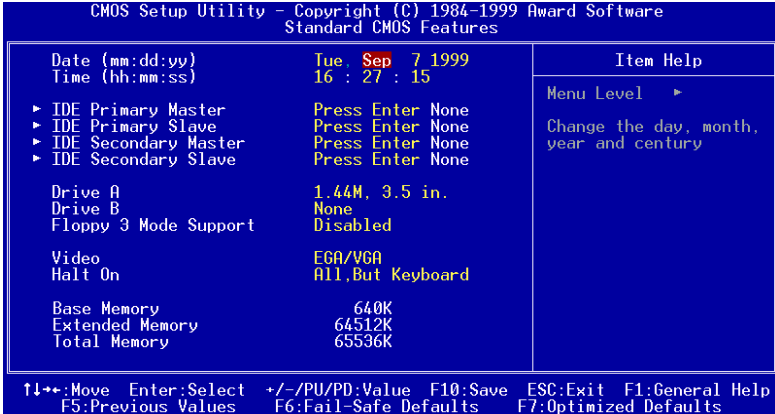 CMOS Setup Utility - Copyright (C) 1984-1999 Award Software
Standard CMOS Features
Date (mm:dd:yy) Tue, Sep 7 1999
Time (hh:mm:ss) 16 : 27 : 15
► IDE Primary Master Press Enter None
► IDE Primary Slave Press Enter None
► IDE Secondary Master Press Enter None
► IDE Secondary Slave Press Enter None
Drive A 1.44M, 3.5 in.
Drive B None
Floppy 3 Mode Support Disabled
Video EGA/VGA
Halt On All,But Keyboard
Base Memory 640K
Extended Memory 64512K
Total Memory 65536K
Item Help
Menu Level ►
Change the day, month,
year and century
↑↓→←:Move Enter:Select +/-/PU/PD:Value F10:Save ESC:Exit F1:General Help
F5:Previous Values F6:Fail-Safe Defaults F7:Optimized Defaults